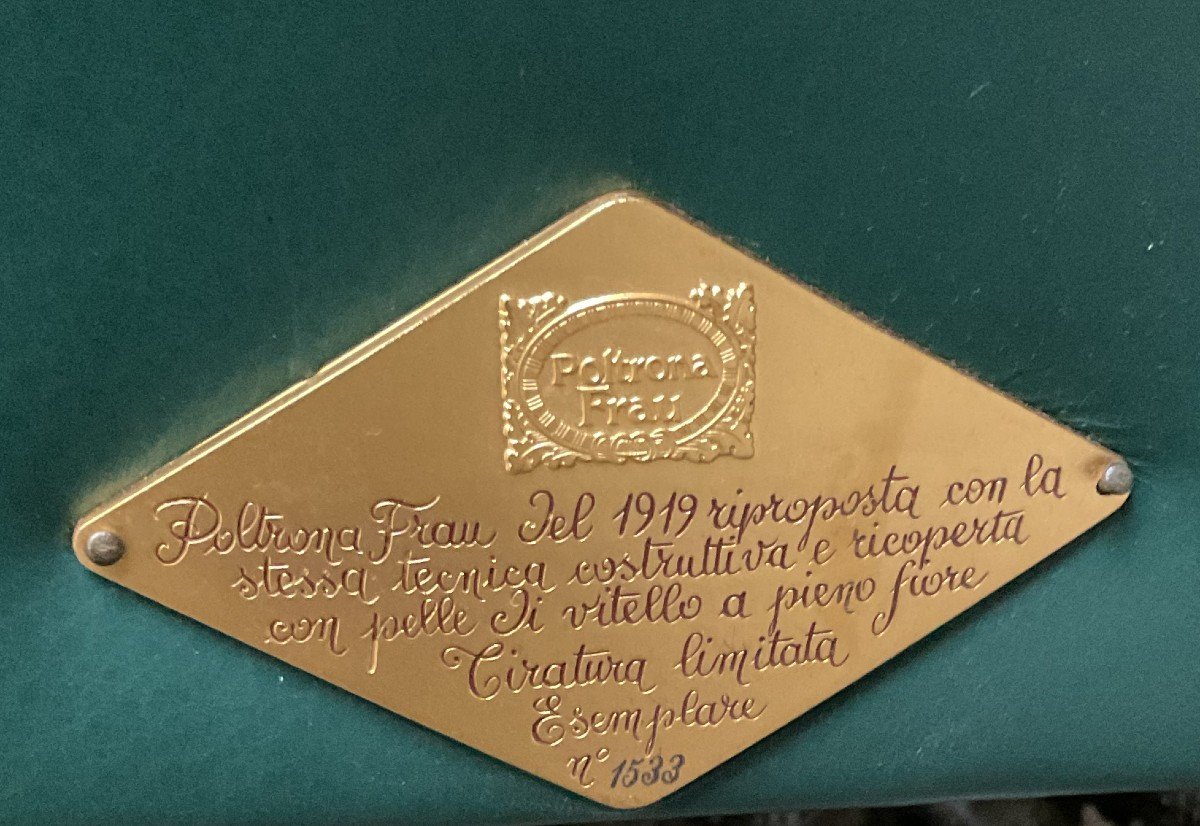 Poltrona
Frau
Poltrona Frau del 1919 riproposta con la
stessa tecnica costruttiva e ricoperta
con pelle di vitello a pieno fiore
Tiratura limitata
Esemplare
n° 1533